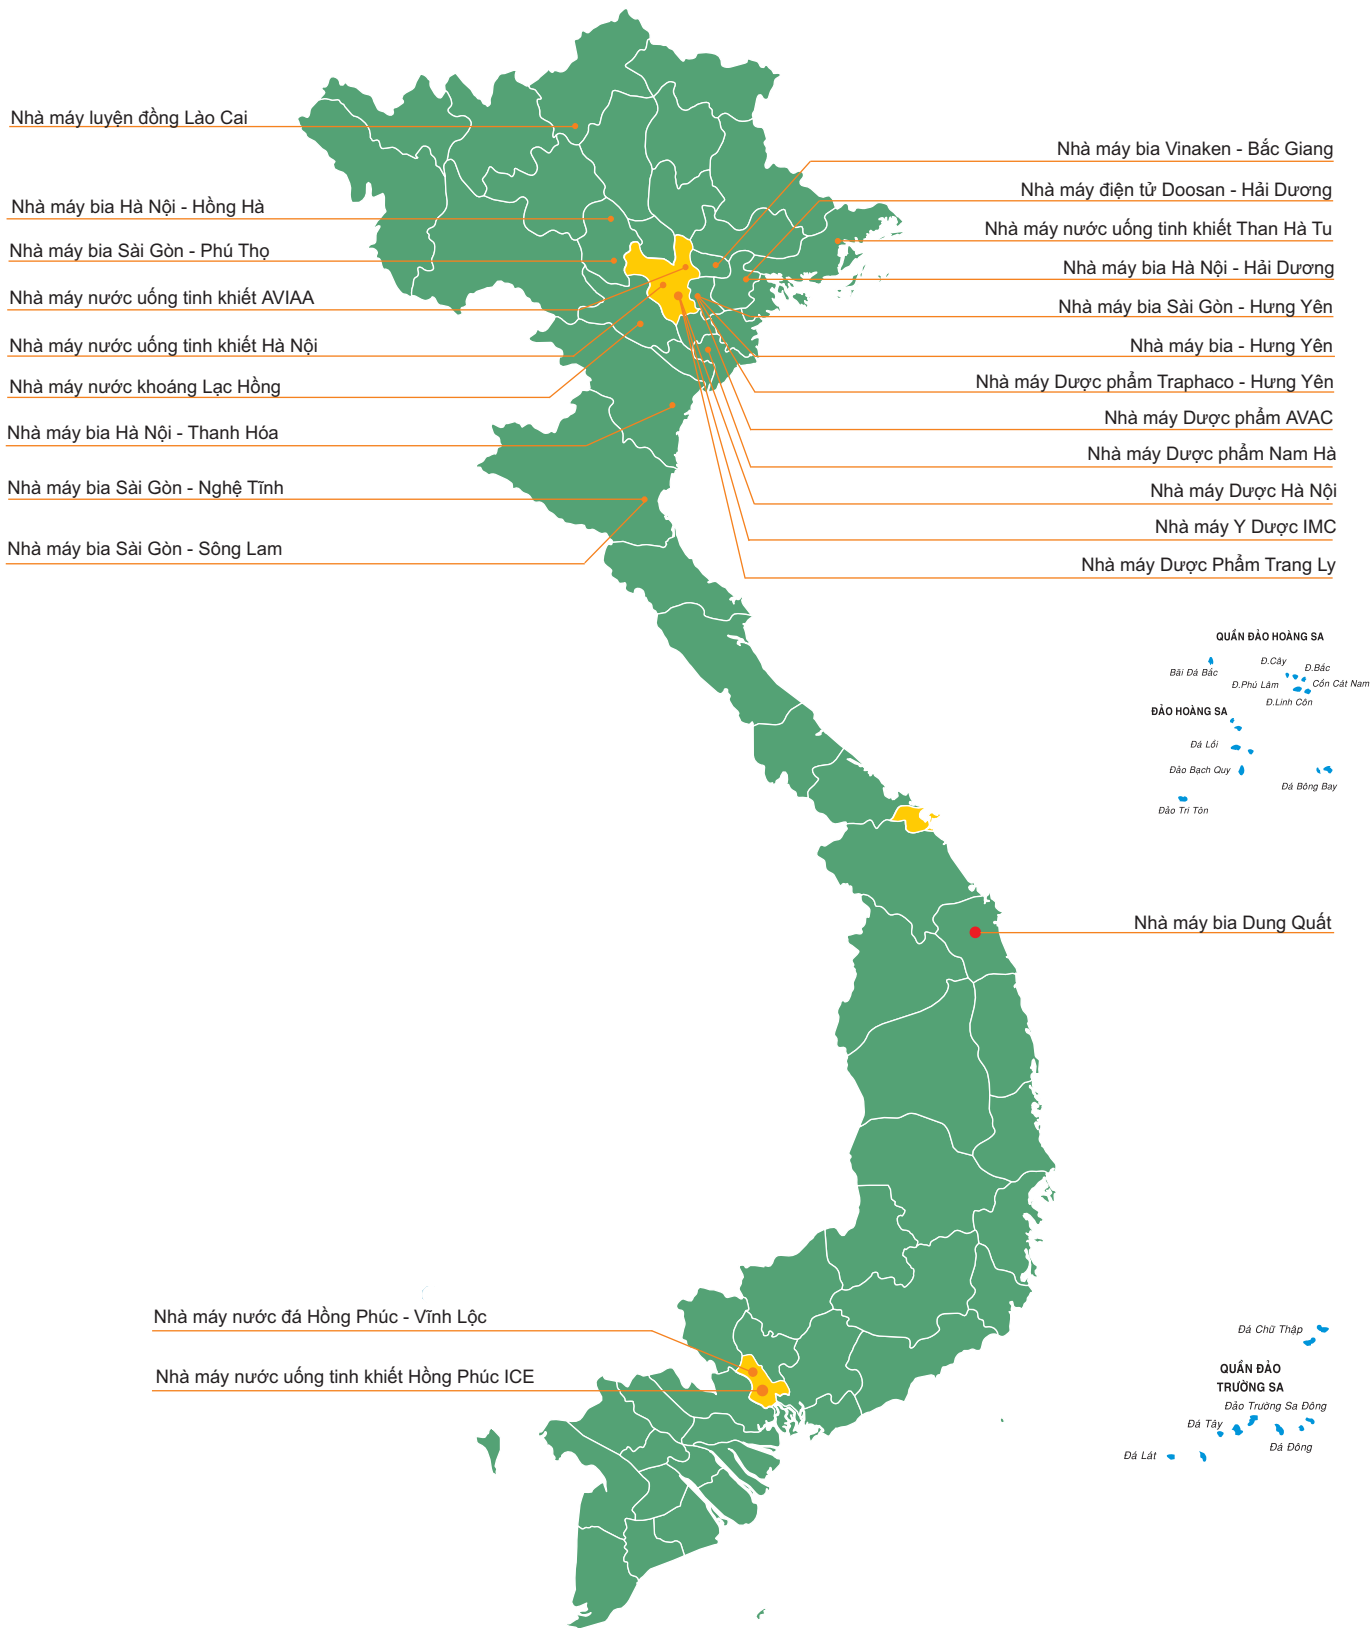 Nhà máy luyện đồng Lào Cai
Nhà máy bia Hà Nội - Hồng Hà
Nhà máy bia Sài Gòn - Phú Thọ
Nhà máy nước uống tinh khiết AVIAA
Nhà máy nước uống tinh khiết Hà Nội
Nhà máy nước khoáng Lạc Hồng
Nhà máy bia Hà Nội - Thanh Hóa
Nhà máy bia Sài Gòn - Nghệ Tĩnh
Nhà máy bia Sài Gòn - Sông Lam
Nhà máy bia Vinaken - Bắc Giang
Nhà máy điện tử Doosan - Hải Dương
Nhà máy nước uống tinh khiết Than Hà Tu
Nhà máy bia Hà Nội - Hải Dương
Nhà máy bia Sài Gòn - Hưng Yên
Nhà máy bia - Hưng Yên
Nhà máy Dược phẩm Traphaco - Hưng Yên
Nhà máy Dược phẩm AVAC
Nhà máy Dược phẩm Nam Hà
Nhà máy Dược Hà Nội
Nhà máy Y Dược IMC
Nhà máy Dược Phẩm Trang Ly
QUẦN ĐẢO HOÀNG SA
Bãi Đá Bắc
Đ.Cây
Đ.Bắc
Đ.Phú Lâm
Cồn Cát Nam
Đ.Linh Côn
ĐẢO HOÀNG SA
Đá Lồi
Đảo Bạch Quy
Đá Bông Bay
Đảo Tri Tôn
Nhà máy bia Dung Quất
Nhà máy nước đá Hồng Phúc - Vĩnh Lộc
Nhà máy nước uống tinh khiết Hồng Phúc ICE
Đá Chữ Thập
QUẦN ĐẢO
TRƯỜNG SA
Đảo Trường Sa Đông
Đá Tây
Đá Đông
Đá Lát